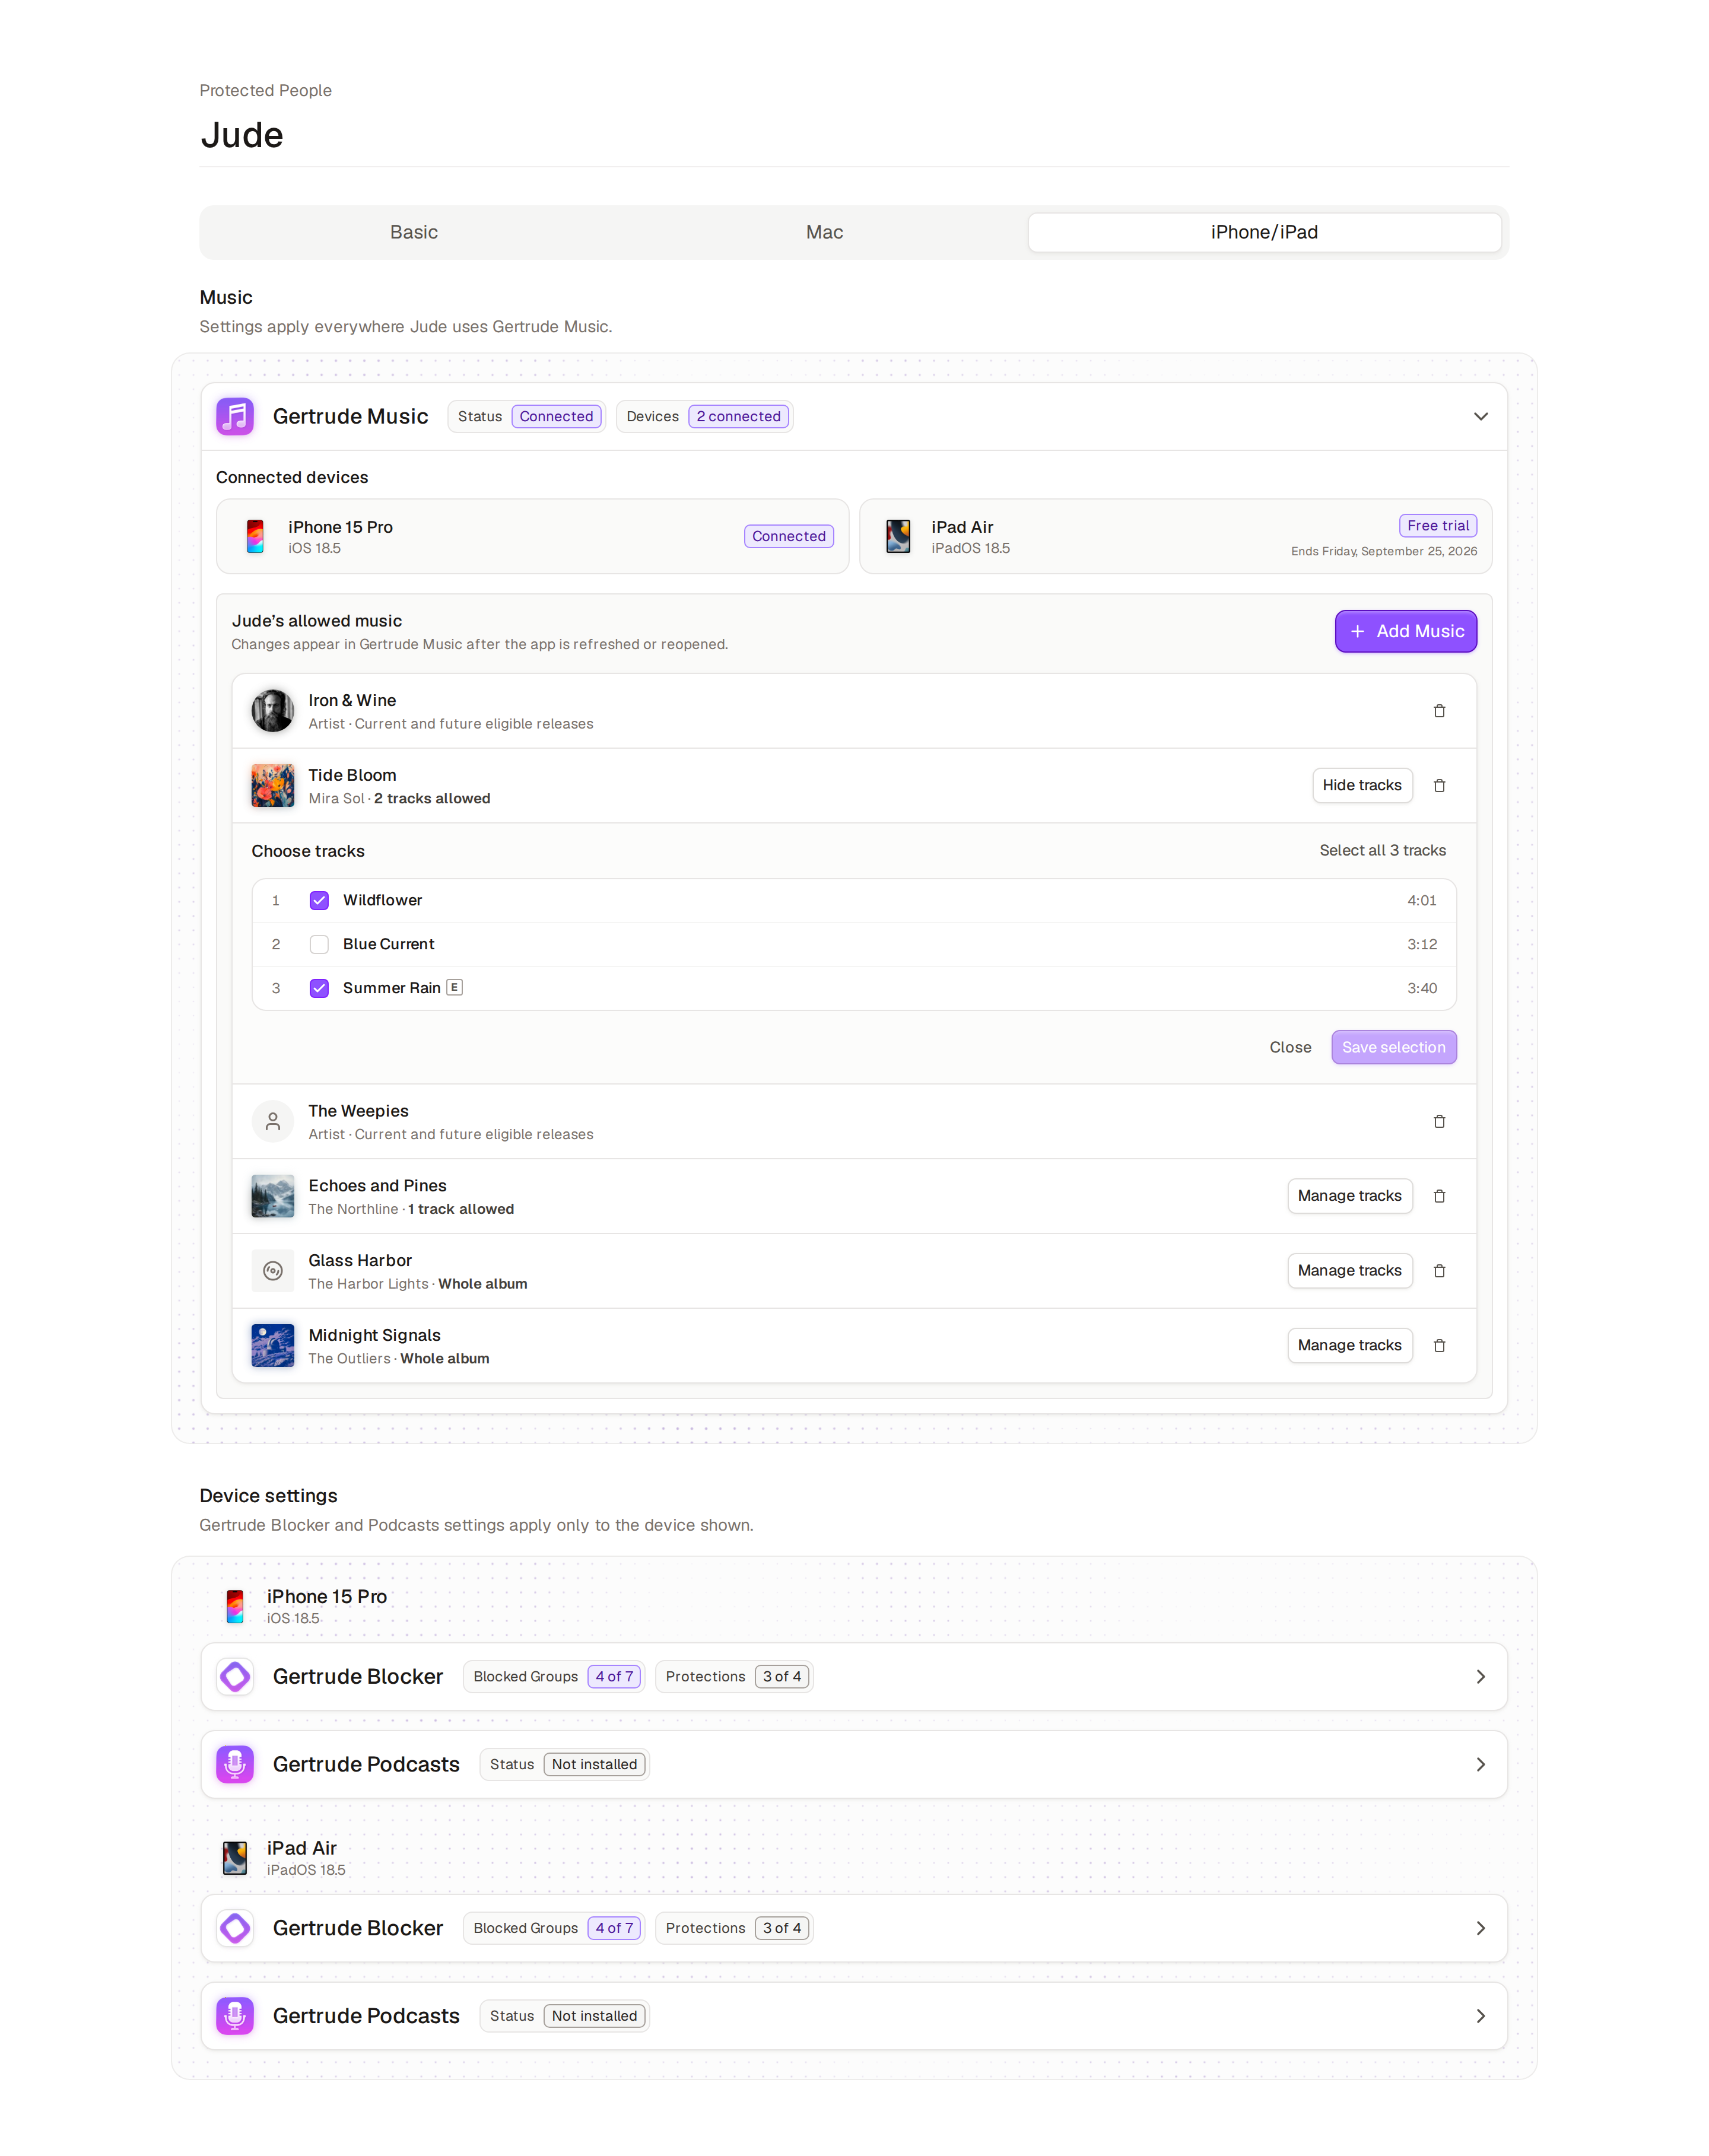 Protected People
Jude
Basic Mac iPhone/iPad
Music
Settings apply everywhere Jude uses Gertrude Music.
Gertrude Music Status Connected Devices 2 connected
Connected devices
iPhone 15 Pro
iOS 18.5
Connected
iPad Air
iPadOS 18.5
Free trial
Ends Friday, September 25, 2026
Jude’s allowed music
Changes appear in Gertrude Music after the app is refreshed or reopened.
+ Add Music
Iron & Wine
Artist · Current and future eligible releases
Tide Bloom
Mira Sol · 2 tracks allowed
Hide tracks
Choose tracks
Select all 3 tracks
1 Wildflower 4:01
2 Blue Current 3:12
3 Summer Rain E 3:40
Close Save selection
The Weepies
Artist · Current and future eligible releases
Echoes and Pines
The Northline · 1 track allowed
Manage tracks
Glass Harbor
The Harbor Lights · Whole album
Manage tracks
Midnight Signals
The Outliers · Whole album
Manage tracks
Device settings
Gertrude Blocker and Podcasts settings apply only to the device shown.
iPhone 15 Pro
iOS 18.5
Gertrude Blocker Blocked Groups 4 of 7 Protections 3 of 4
Gertrude Podcasts Status Not installed
iPad Air
iPadOS 18.5
Gertrude Blocker Blocked Groups 4 of 7 Protections 3 of 4
Gertrude Podcasts Status Not installed